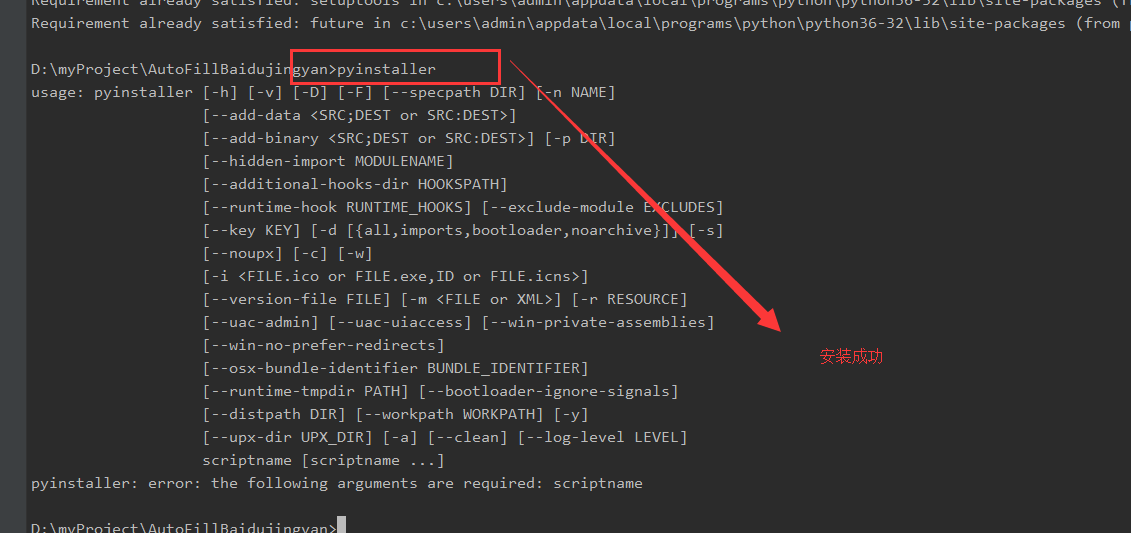 Requirement already satisfied: setuptools in c:\users\admin\appdata\local\programs\python\python36-32\lib\site-packages (fr
Requirement already satisfied: future in c:\users\admin\appdata\local\programs\python\python36-32\lib\site-packages (from p
D:\myProject\AutoFillBaidujingyan>pyinstaller
usage: pyinstaller [-h] [-v] [-D] [-F] [--specpath DIR] [-n NAME]
[--add-data <SRC;DEST or SRC:DEST>]
[--add-binary <SRC;DEST or SRC:DEST>] [-p DIR]
[--hidden-import MODULENAME]
[--additional-hooks-dir HOOKSPATH]
[--runtime-hook RUNTIME_HOOKS] [--exclude-module EXCLUDES]
[--key KEY] [-d [{all,imports,bootloader,noarchive}]] [-s]
[--noupx] [-c] [-w]
[-i <FILE.ico or FILE.exe,ID or FILE.icns>]
[--version-file FILE] [-m <FILE or XML>] [-r RESOURCE]
[--uac-admin] [--uac-uiaccess] [--win-private-assemblies]
[--win-no-prefer-redirects]
安装成功
[--osx-bundle-identifier BUNDLE_IDENTIFIER]
[--runtime-tmpdir PATH] [--bootloader-ignore-signals]
[--distpath DIR] [--workpath WORKPATH] [-y]
[--upx-dir UPX_DIR] [-a] [--clean] [--log-level LEVEL]
scriptname [scriptname ...]
pyinstaller: error: the following arguments are required: scriptname
D:\myProject\AutoFillBaidujingyan>